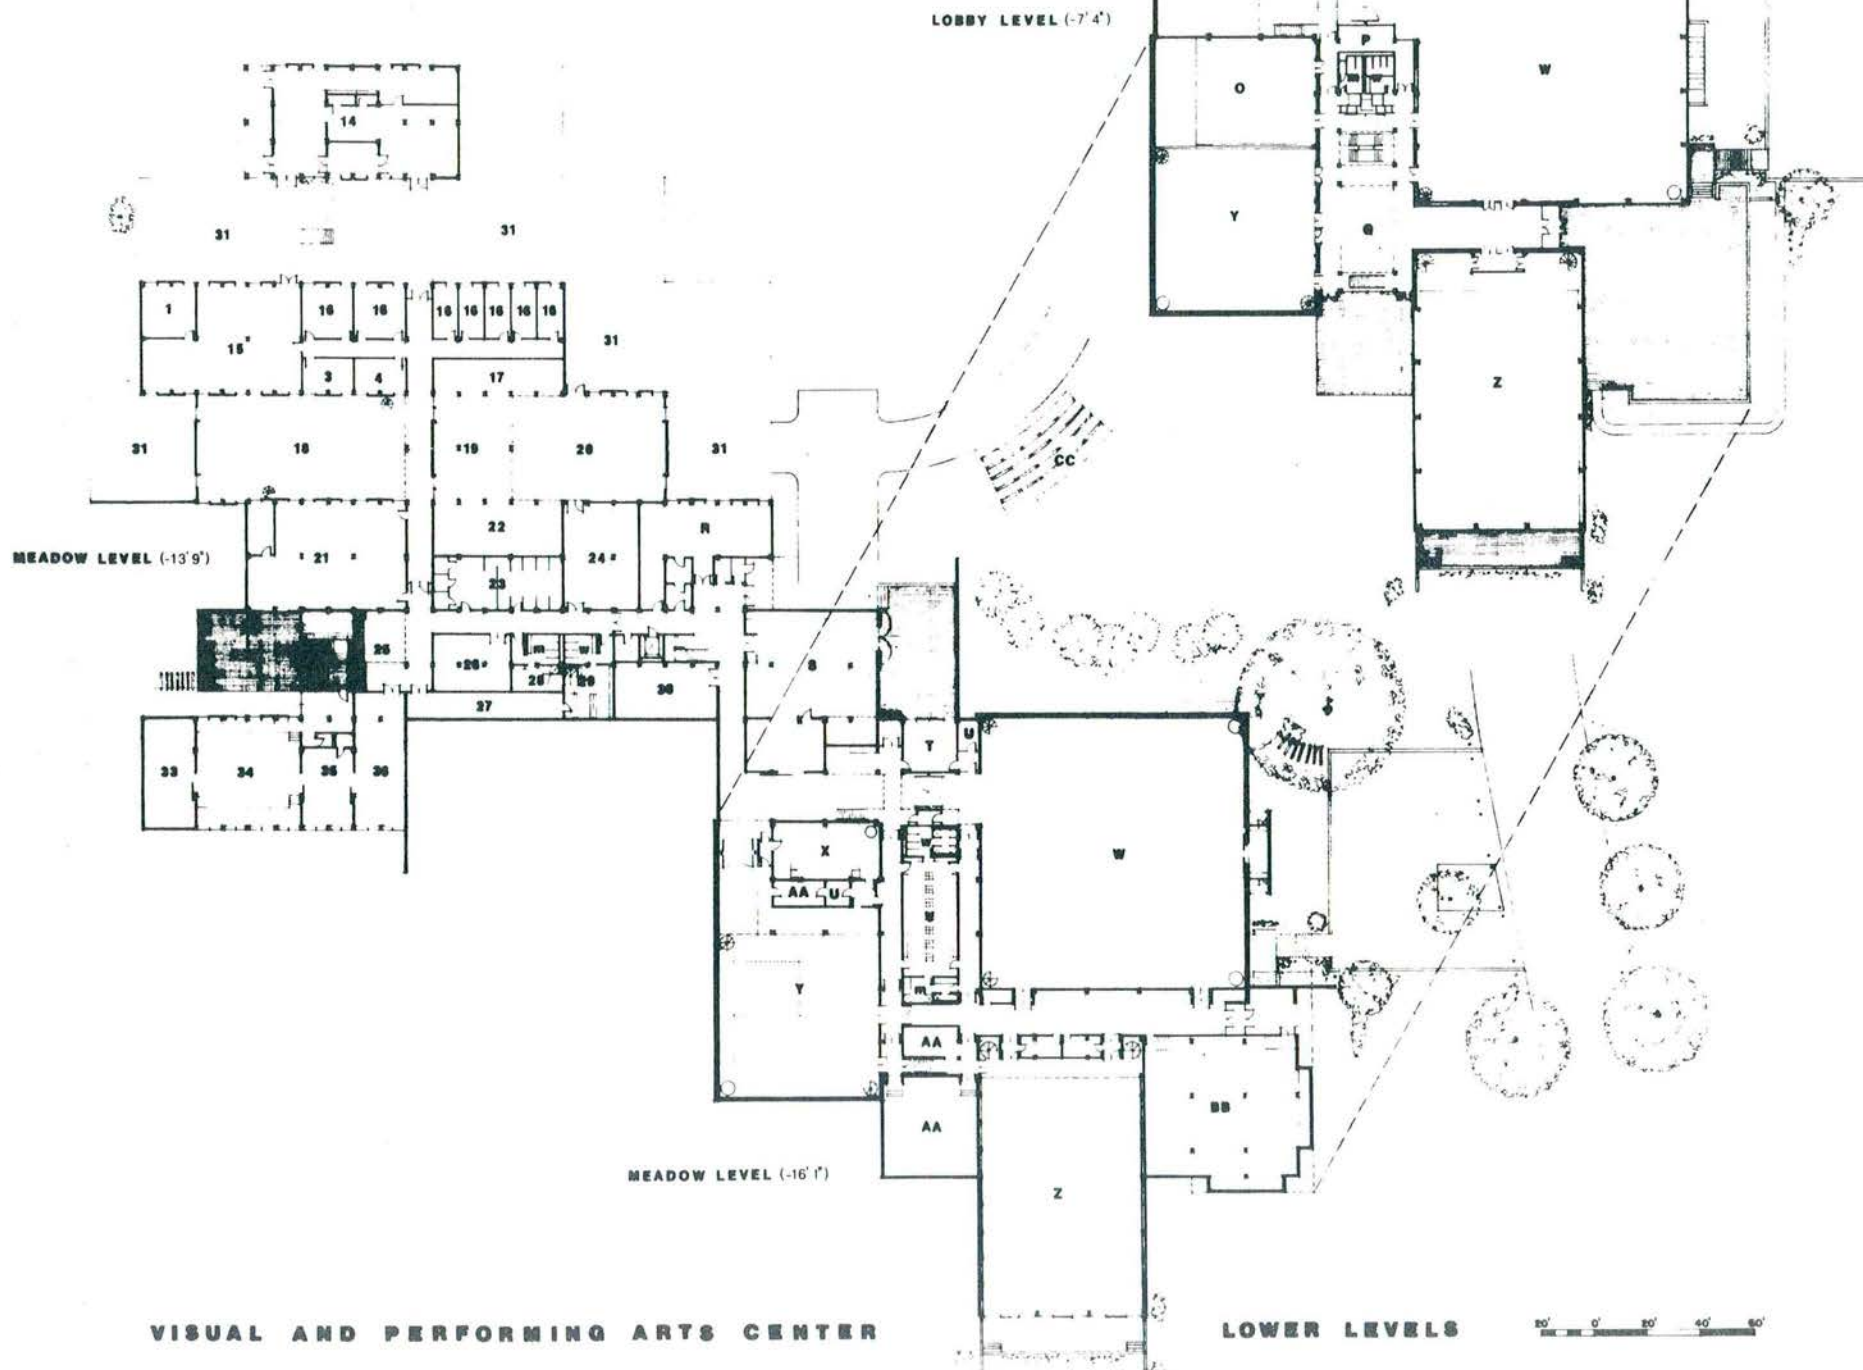 LOBBY LEVEL (-7'4")
P
W
O
m w
14
Y
Q
31 31
1 16 16 16 16 16 16 16
15 31
3 4 17
Z
31 18 19 20 31
CC
22 R
MEADOW LEVEL (-13'9")
21 24
23
25 26 m w S
28 29 30
27
T U
33 34 35 36
X W
w
AA U
U
Y
m
AA
BB
AA
MEADOW LEVEL (-16'1")
Z
VISUAL AND PERFORMING ARTS CENTER LOWER LEVELS 20' 0' 20' 40' 60'